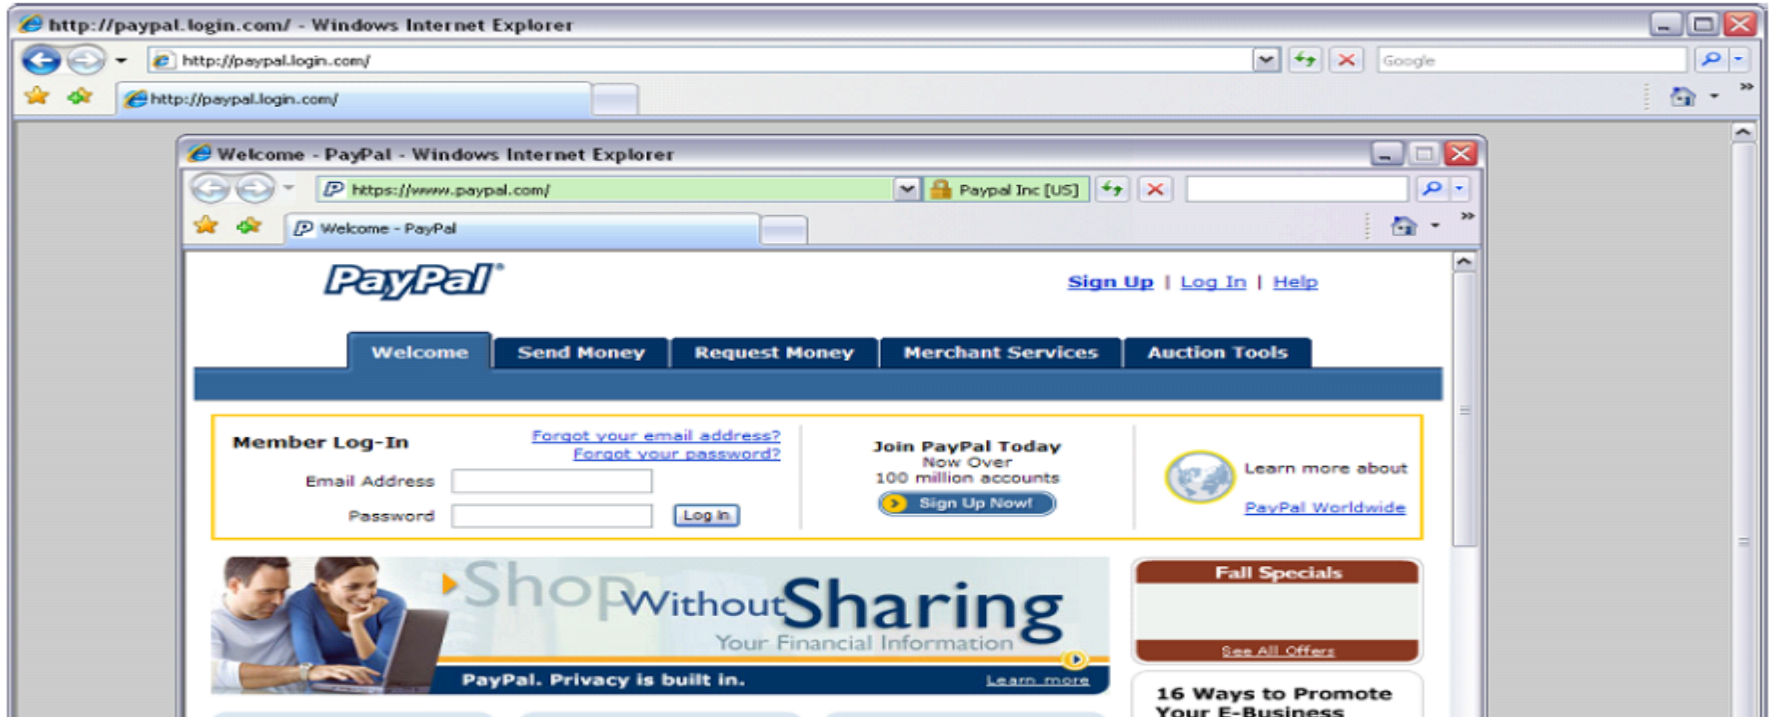 http://paypal.login.com/ - Windows Internet Explorer
http://paypal.login.com/
Google
http://paypal.login.com/
Welcome - PayPal - Windows Internet Explorer
https://www.paypal.com/
Paypal Inc [US]
Welcome - PayPal
PayPal®
Sign Up | Log In | Help
Welcome
Send Money
Request Money
Merchant Services
Auction Tools
Member Log-In
Forgot your email address?
Forgot your password?
Email Address
Password
Log In
Join PayPal Today
Now Over
100 million accounts
Sign Up Now!
Learn more about
PayPal Worldwide
Shop Without Sharing
Your Financial Information
PayPal. Privacy is built in.
Learn more
Fall Specials
See All Offers
16 Ways to Promote
Your E-Business